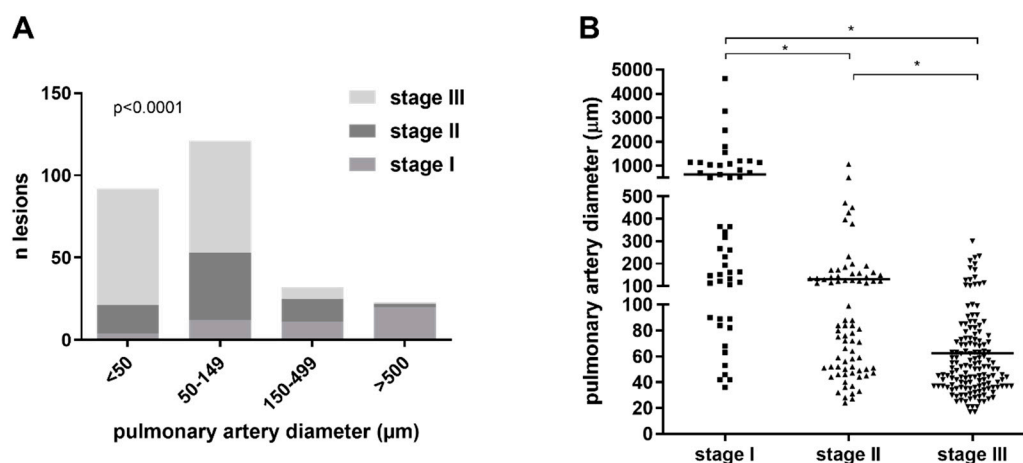 A
n lesions
150
100
50
0
p<0.0001
stage III
stage II
stage I
<50
50-149
150-499
>500
pulmonary artery diameter (µm)
B
pulmonary artery diameter (µm)
5000
4000
3000
2000
1000
500
400
300
200
100
100
80
60
40
20
0
*
*
*
stage I
stage II
stage III